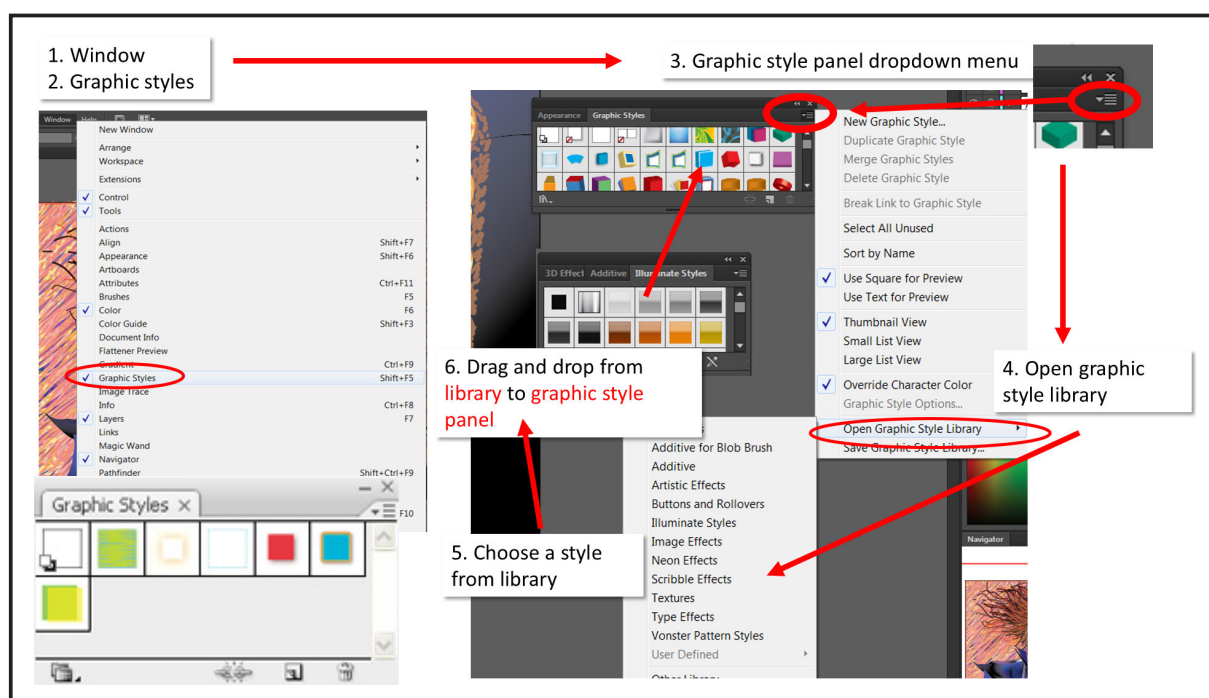 1. Window
2. Graphic styles
3. Graphic style panel dropdown menu
Window Help
New Window
Arrange
Workspace
Extensions
Control
Tools
Actions
Align Shift+F7
Appearance Shift+F6
Artboards
Attributes Ctrl+F11
Brushes F5
Color F6
Color Guide Shift+F3
Document Info
Flattener Preview
Gradient Ctrl+F9
Graphic Styles Shift+F5
Image Trace
Info Ctrl+F8
Layers F7
Links
Magic Wand
Navigator
Pathfinder Shift+Ctrl+F9
F10
Graphic Styles
Appearance Graphic Styles
3D Effect Additive Illuminate Styles
New Graphic Style...
Duplicate Graphic Style
Merge Graphic Styles
Delete Graphic Style
Break Link to Graphic Style
Select All Unused
Sort by Name
Use Square for Preview
Use Text for Preview
Thumbnail View
Small List View
Large List View
Override Character Color
Graphic Style Options...
Open Graphic Style Library
Save Graphic Style Library...
4. Open graphic
style library
6. Drag and drop from
library to graphic style
panel
5. Choose a style
from library
Additive for Blob Brush
Additive
Artistic Effects
Buttons and Rollovers
Illuminate Styles
Image Effects
Neon Effects
Scribble Effects
Textures
Type Effects
Vonster Pattern Styles
User Defined
Other Library
Navigator